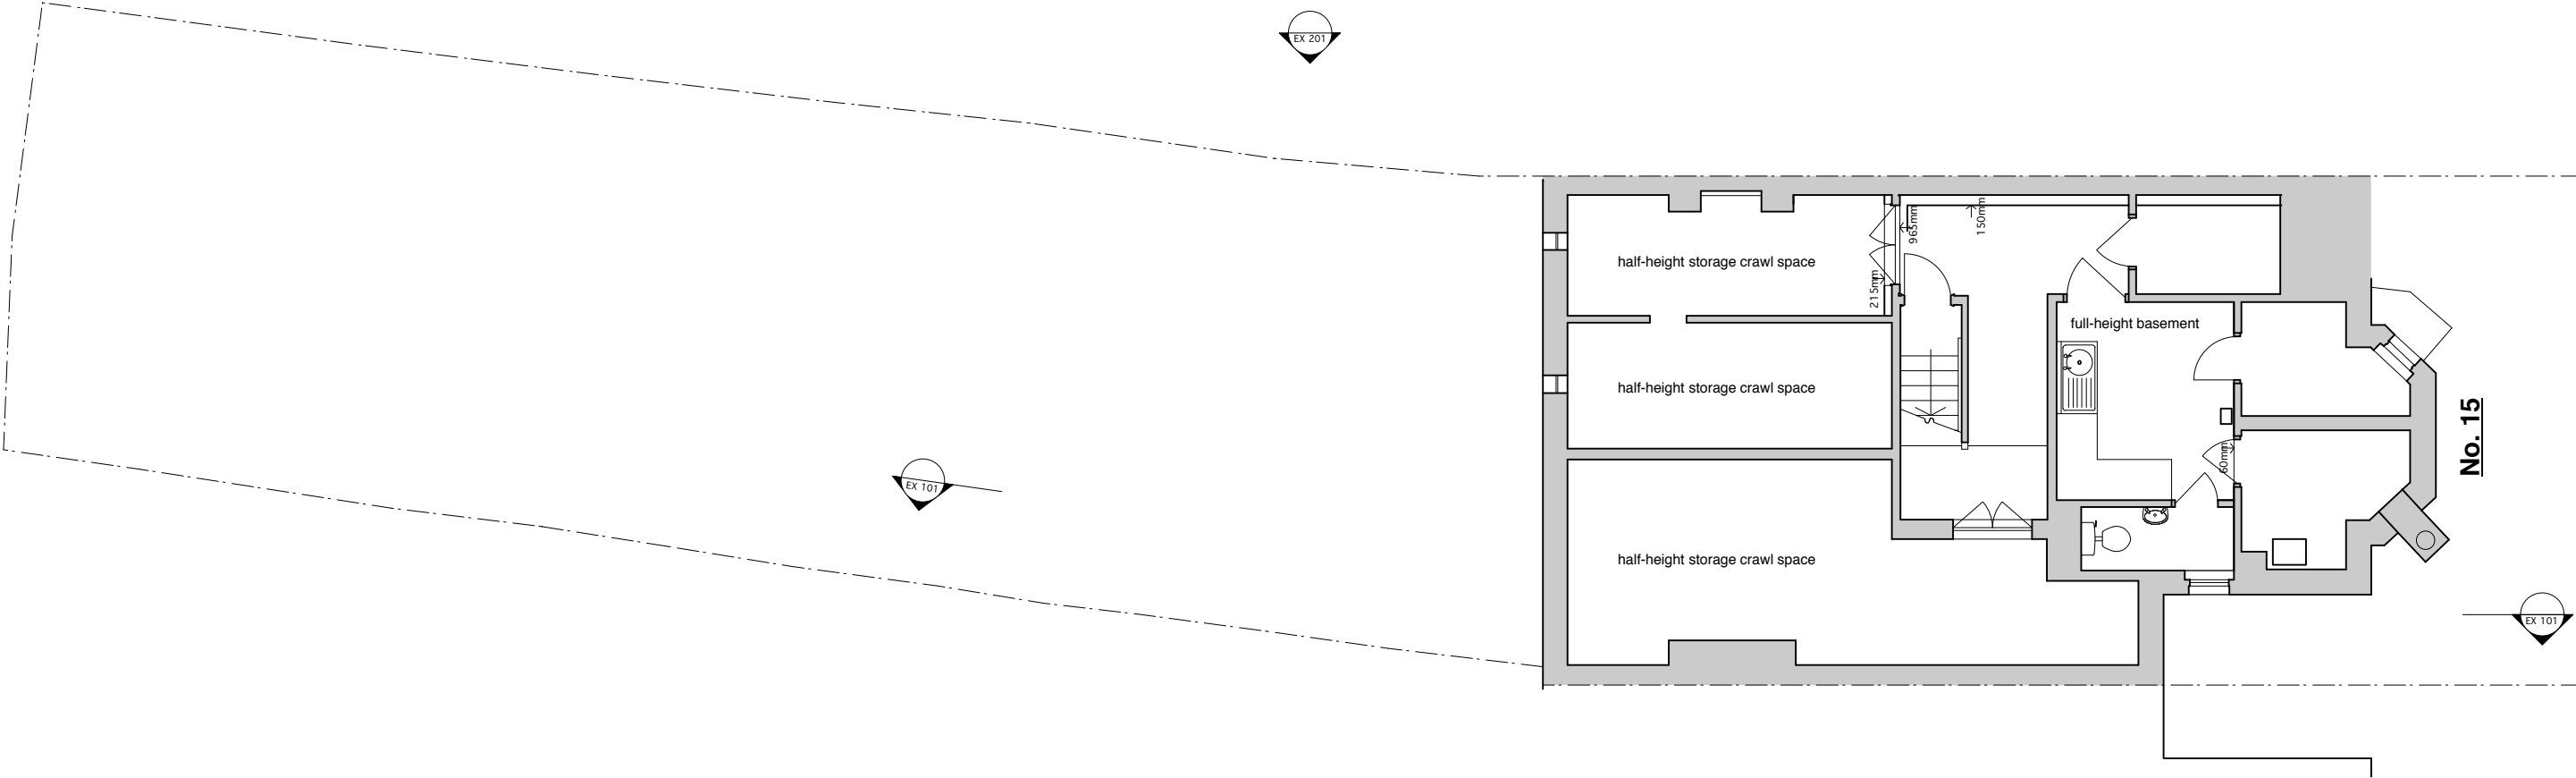 EX 201
965mm
150mm
half-height storage crawl space
215mm
full-height basement
half-height storage crawl space
No. 15
60mm
EX 101
half-height storage crawl space
EX 101